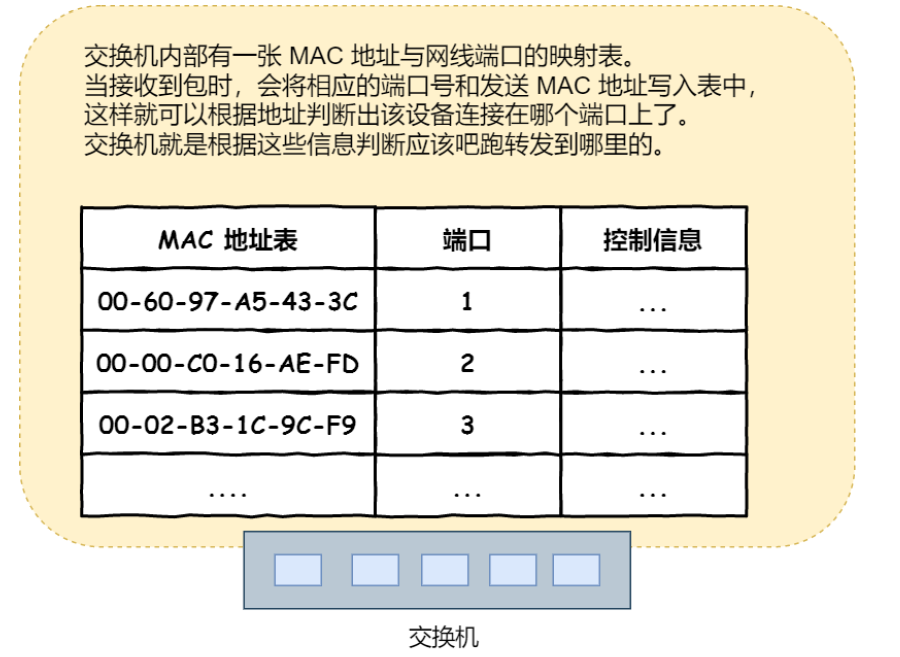 交换机内部有一张 MAC 地址与网线端口的映射表。
当接收到包时，会将相应的端口号和发送 MAC 地址写入表中，
这样就可以根据地址判断出该设备连接在哪个端口上了。
交换机就是根据这些信息判断应该吧跑转发到哪里的。
MAC 地址表 端口 控制信息
00-60-97-A5-43-3C 1 ...
00-00-C0-16-AE-FD 2 ...
00-02-B3-1C-9C-F9 3 ...
.... ... ...
交换机